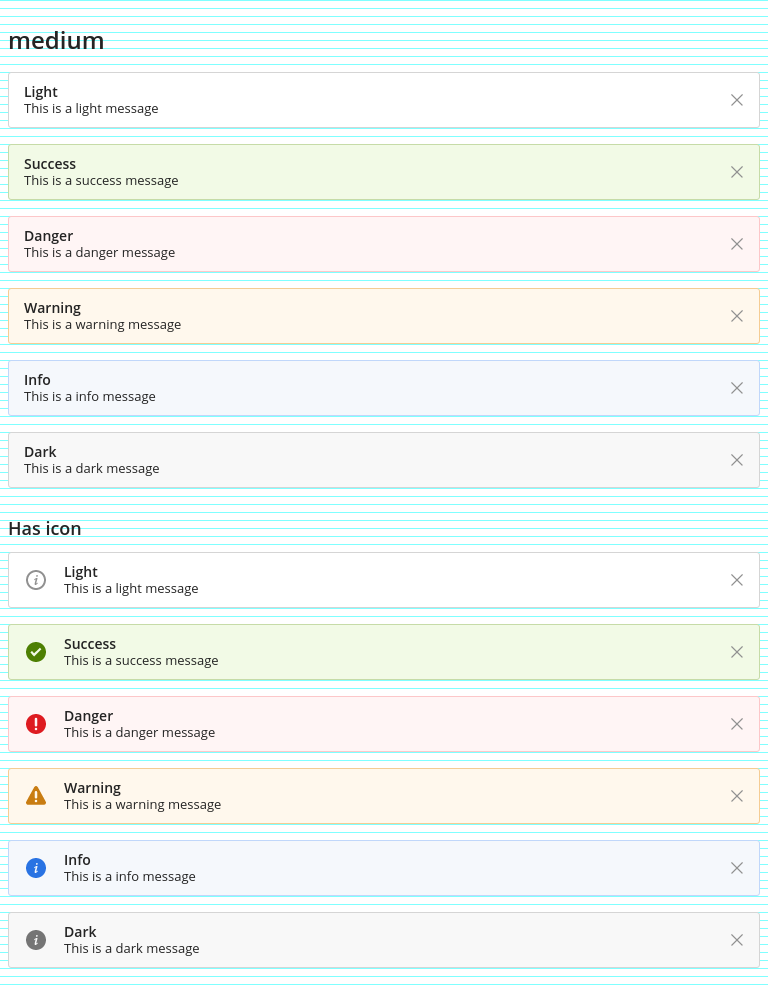 medium
Light
This is a light message
Success
This is a success message
Danger
This is a danger message
Warning
This is a warning message
Info
This is a info message
Dark
This is a dark message
Has icon
Light
This is a light message
Success
This is a success message
Danger
This is a danger message
Warning
This is a warning message
Info
This is a info message
Dark
This is a dark message